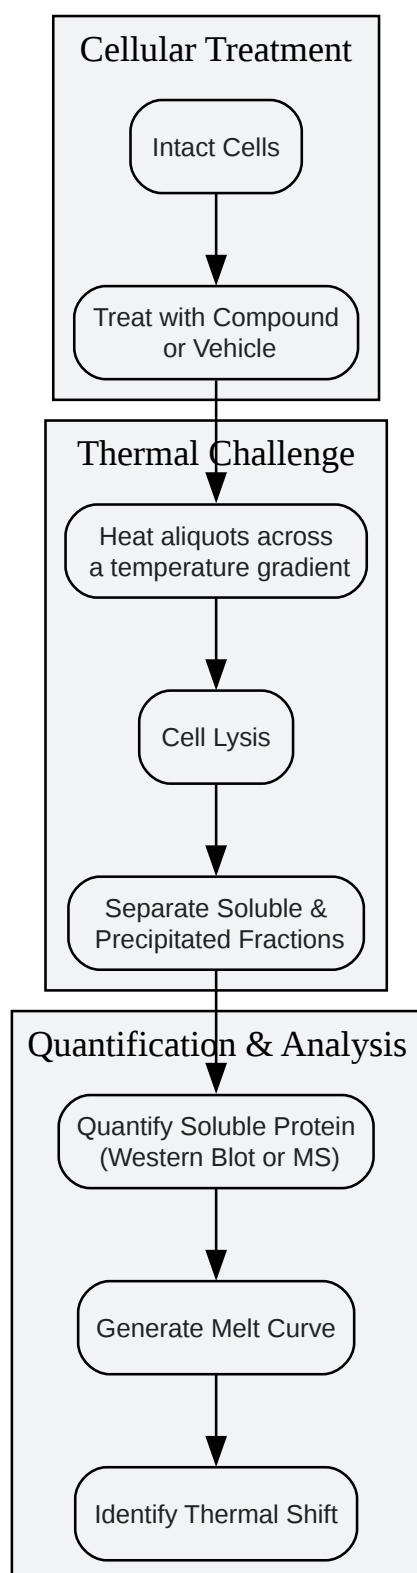 Cellular Treatment
Intact Cells
Treat with Compound
or Vehicle
Thermal Challenge
Heat aliquots across
a temperature gradient
Cell Lysis
Separate Soluble &
Precipitated Fractions
Quantification & Analysis
Quantify Soluble Protein
(Western Blot or MS)
Generate Melt Curve
Identify Thermal Shift